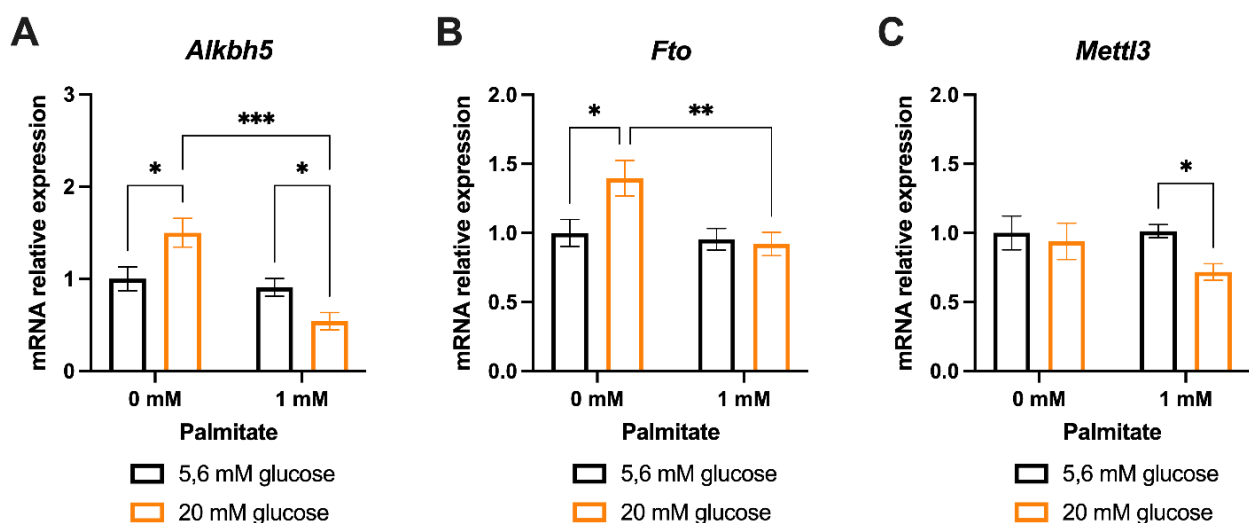 A
Alkbh5
mRNA relative expression
3
2
1
0
***
*
*
0 mM
1 mM
Palmitate
5,6 mM glucose
20 mM glucose
B
Fto
mRNA relative expression
2.0
1.5
1.0
0.5
0.0
*
**
0 mM
1 mM
Palmitate
5,6 mM glucose
20 mM glucose
C
Mettl3
mRNA relative expression
2.0
1.5
1.0
0.5
0.0
*
0 mM
1 mM
Palmitate
5,6 mM glucose
20 mM glucose